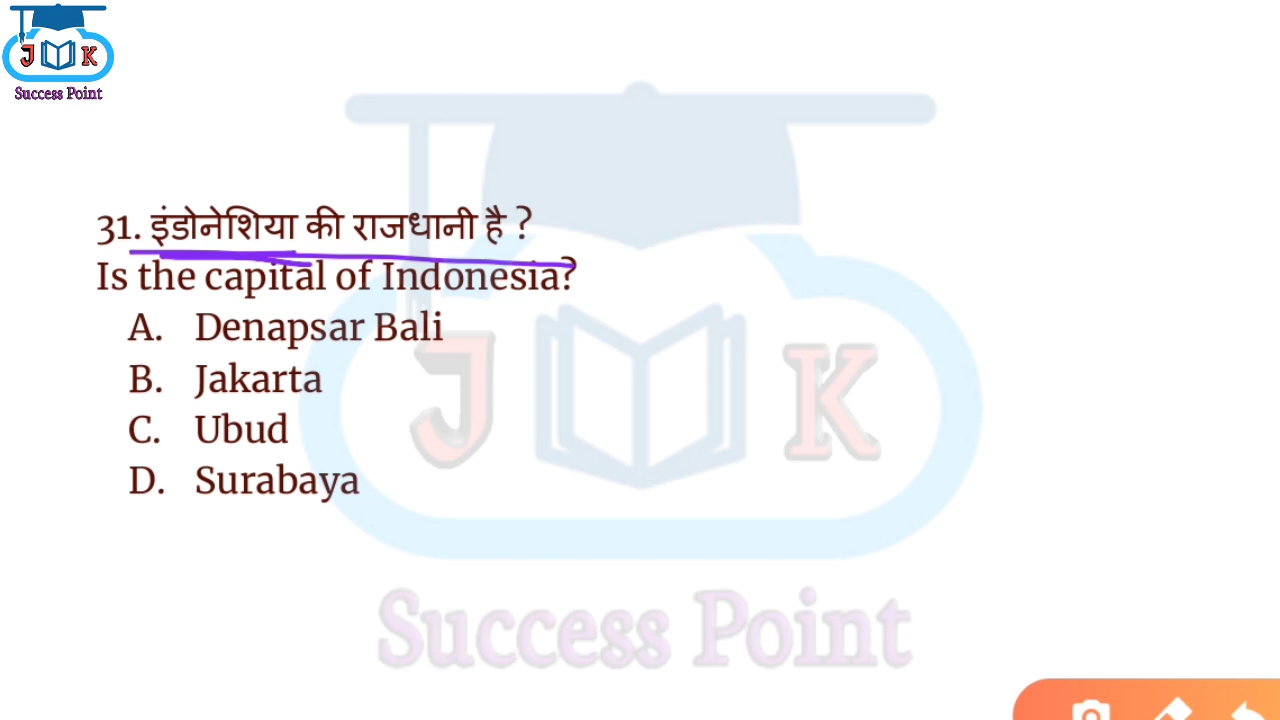 J K
Success Point
31. इंडोनेशिया की राजधानी है ?
Is the capital of Indonesia?
A. Denapsar Bali
B. Jakarta
C. Ubud
D. Surabaya
J K
Success Point